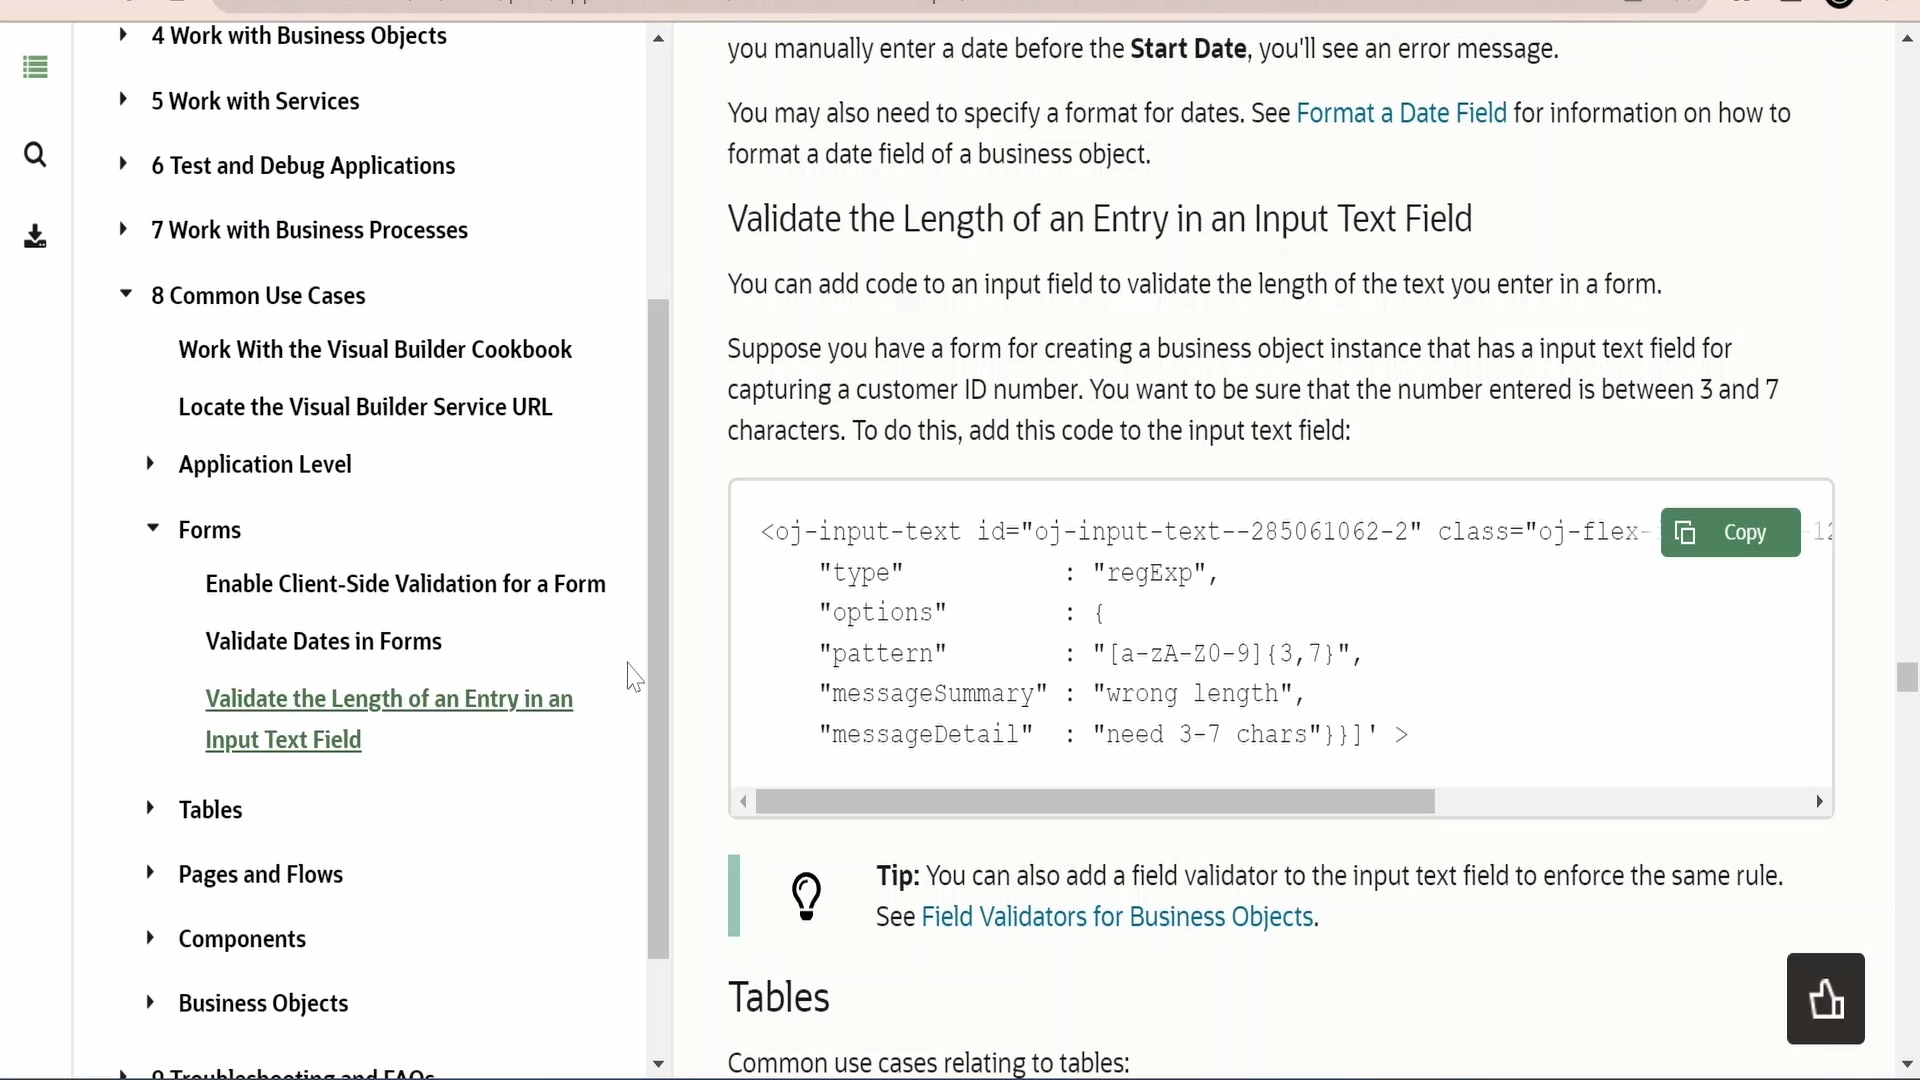 4 Work with Business Objects
5 Work with Services
6 Test and Debug Applications
7 Work with Business Processes
8 Common Use Cases
Work With the Visual Builder Cookbook
Locate the Visual Builder Service URL
Application Level
Forms
Enable Client-Side Validation for a Form
Validate Dates in Forms
Validate the Length of an Entry in an
Input Text Field
Tables
Pages and Flows
Components
Business Objects
9 Troubleshooting and FAQs
you manually enter a date before the Start Date, you'll see an error message.
You may also need to specify a format for dates. See Format a Date Field for information on how to
format a date field of a business object.
Validate the Length of an Entry in an Input Text Field
You can add code to an input field to validate the length of the text you enter in a form.
Suppose you have a form for creating a business object instance that has a input text field for
capturing a customer ID number. You want to be sure that the number entered is between 3 and 7
characters. To do this, add this code to the input text field:
<oj-input-text id="oj-input-text--285061062-2" class="oj-flex-
Copy
"type" : "regExp",
"options" : {
"pattern" : "[a-zA-Z0-9]{3,7}",
"messageSummary" : "wrong length",
"messageDetail" : "need 3-7 chars"}}]' >
Tip: You can also add a field validator to the input text field to enforce the same rule.
See Field Validators for Business Objects.
Tables
Common use cases relating to tables: